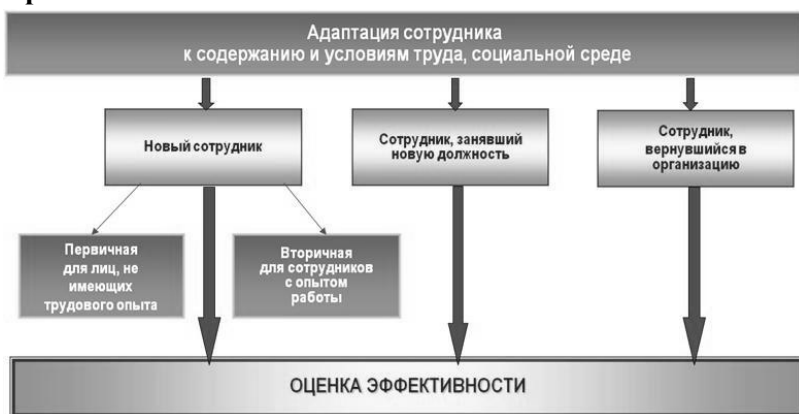 Адаптация сотрудника
к содержанию и условиям труда, социальной среде
Новый сотрудник
Сотрудник, занявший
новую должность
Сотрудник,
вернувшийся в
организацию
Первичная
для лиц, не
имеющих
трудового опыта
Вторичная
для сотрудников
с опытом
работы
ОЦЕНКА ЭФФЕКТИВНОСТИ